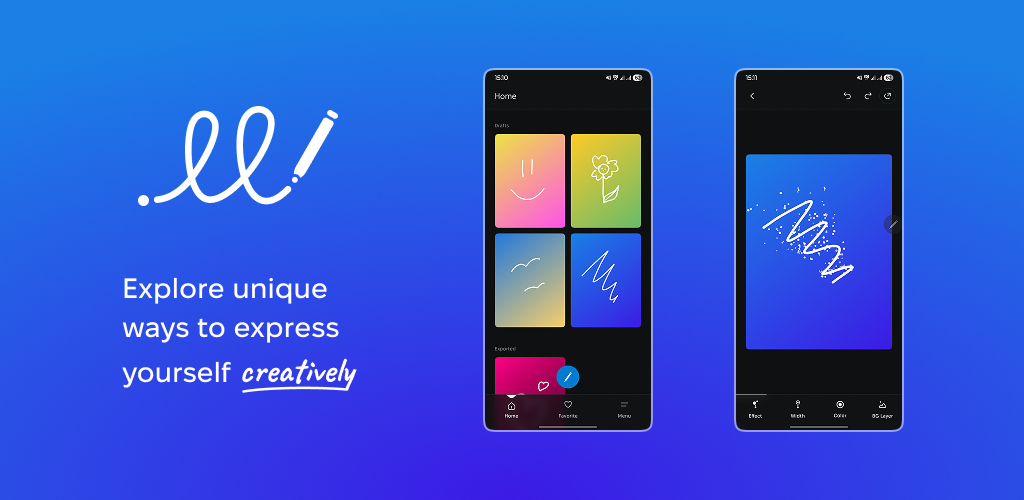 Explore unique
ways to express
yourself creatively
15:10
Home
Drafts
Exported
Home
Favorite
Menu
15:11
Effect
Width
Color
BG Layer